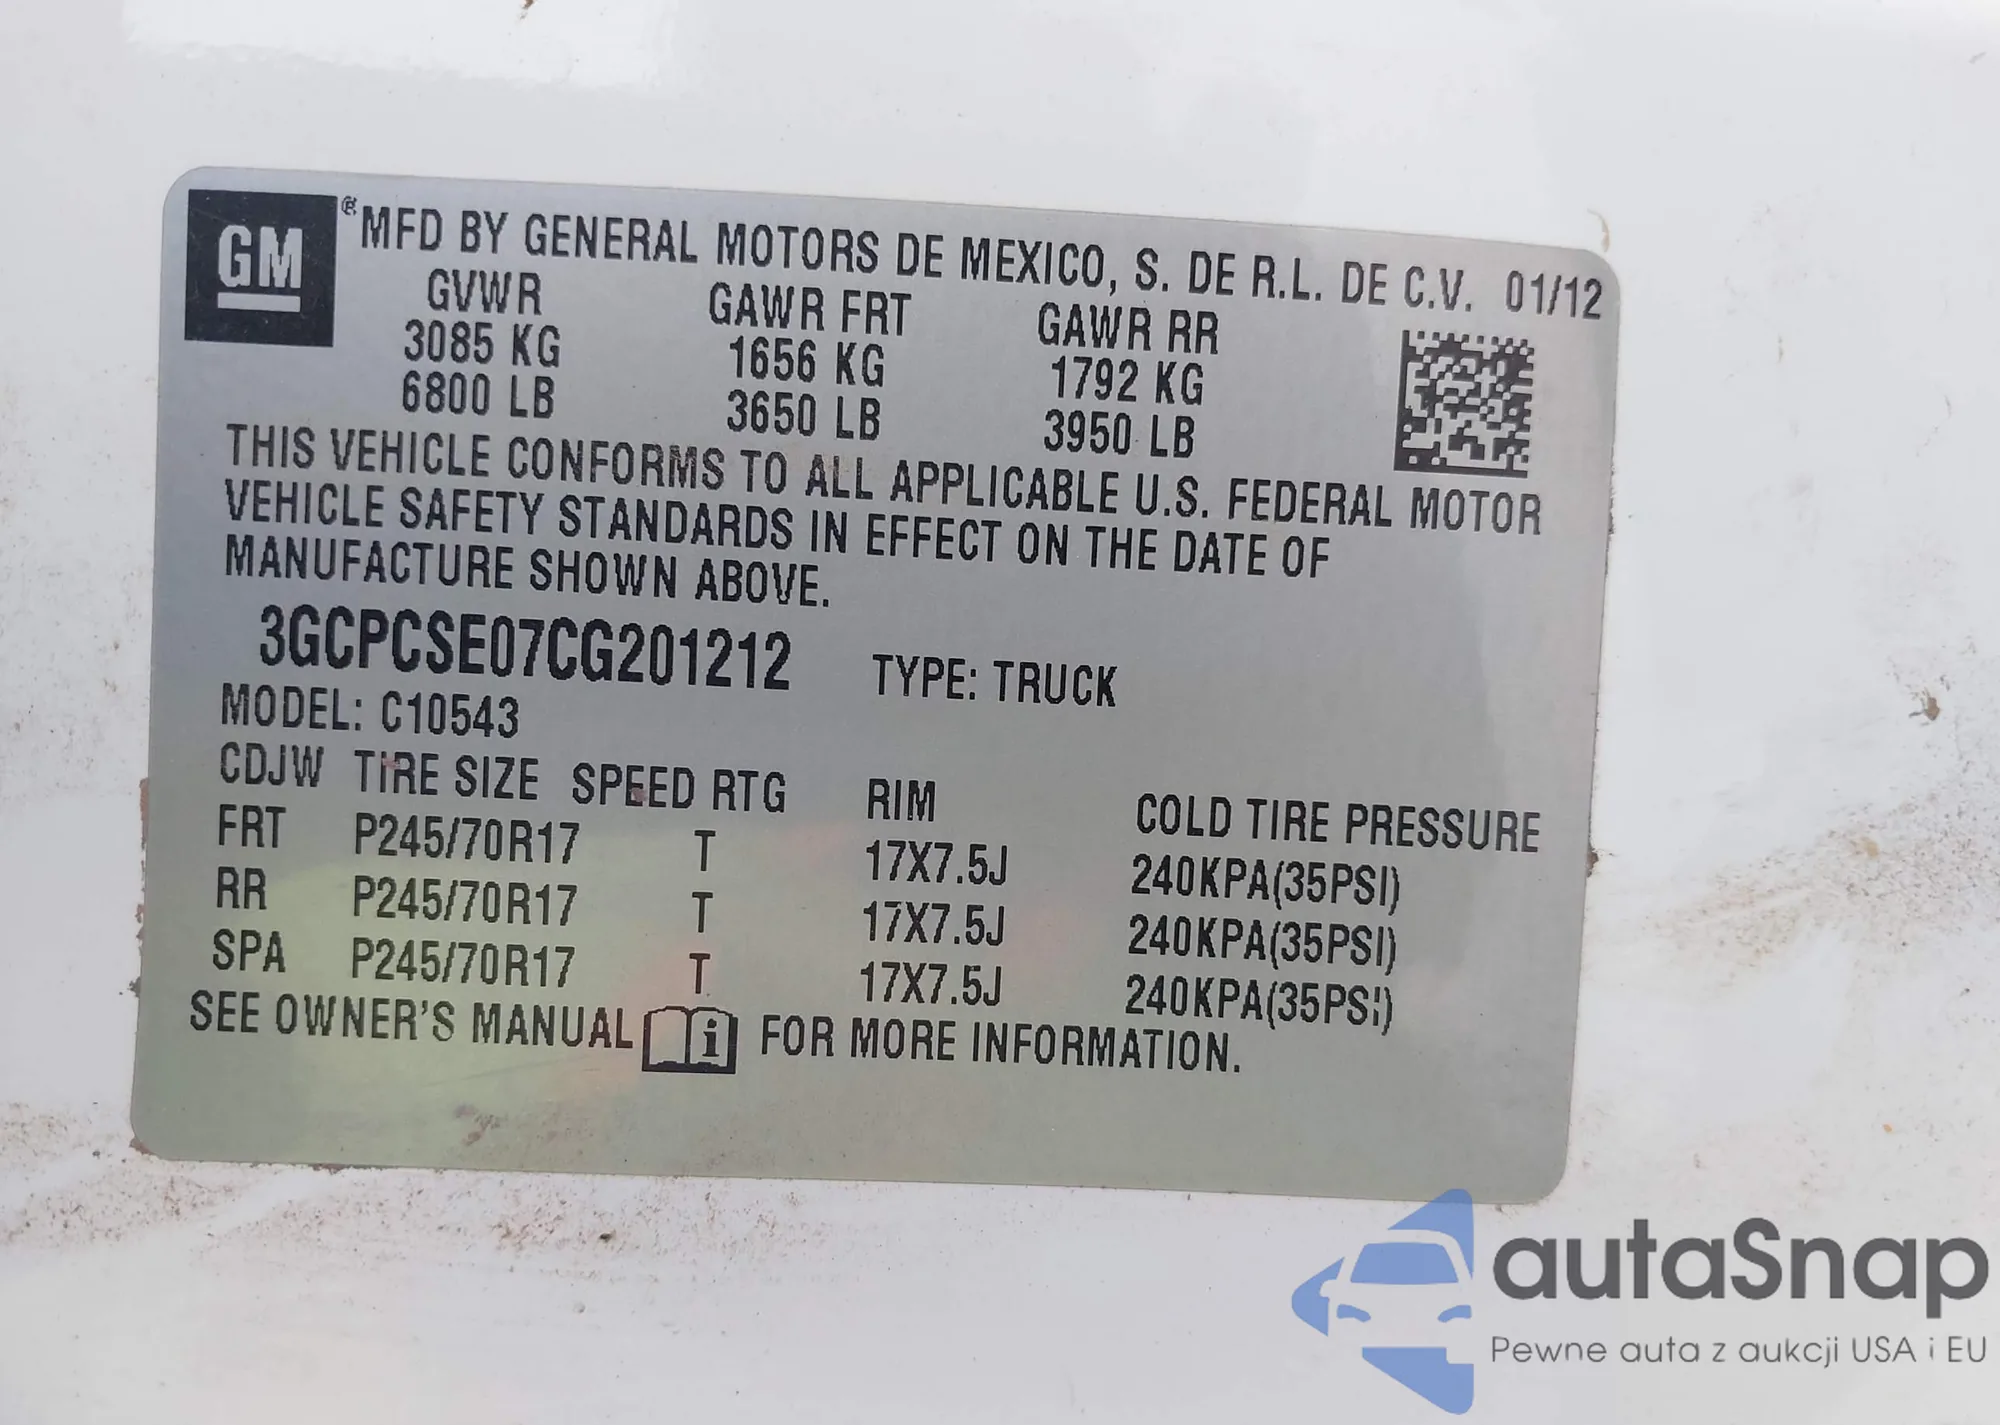 GM ® MFD BY GENERAL MOTORS DE MEXICO, S. DE R.L. DE C.V. 01/12
GVWR GAWR FRT GAWR RR
3085 KG 1656 KG 1792 KG
6800 LB 3650 LB 3950 LB
THIS VEHICLE CONFORMS TO ALL APPLICABLE U.S. FEDERAL MOTOR
VEHICLE SAFETY STANDARDS IN EFFECT ON THE DATE OF
MANUFACTURE SHOWN ABOVE.
3GCPCSE07CG201212 TYPE: TRUCK
MODEL: C10543
CDJW TIRE SIZE SPEED RTG RIM COLD TIRE PRESSURE
FRT P245/70R17 T 17X7.5J 240KPA(35PSI)
RR P245/70R17 T 17X7.5J 240KPA(35PSI)
SPA P245/70R17 T 17X7.5J 240KPA(35PSI)
SEE OWNER'S MANUAL i FOR MORE INFORMATION.
autaSnap
Pewne auta z aukcji USA i EU